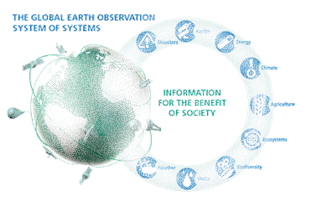 THE GLOBAL EARTH OBSERVATION
SYSTEM OF SYSTEMS
Disasters
Health
Energy
Climate
Agriculture
Ecosystems
Biodiversity
Water
Weather
INFORMATION
FOR THE BENEFIT
OF SOCIETY